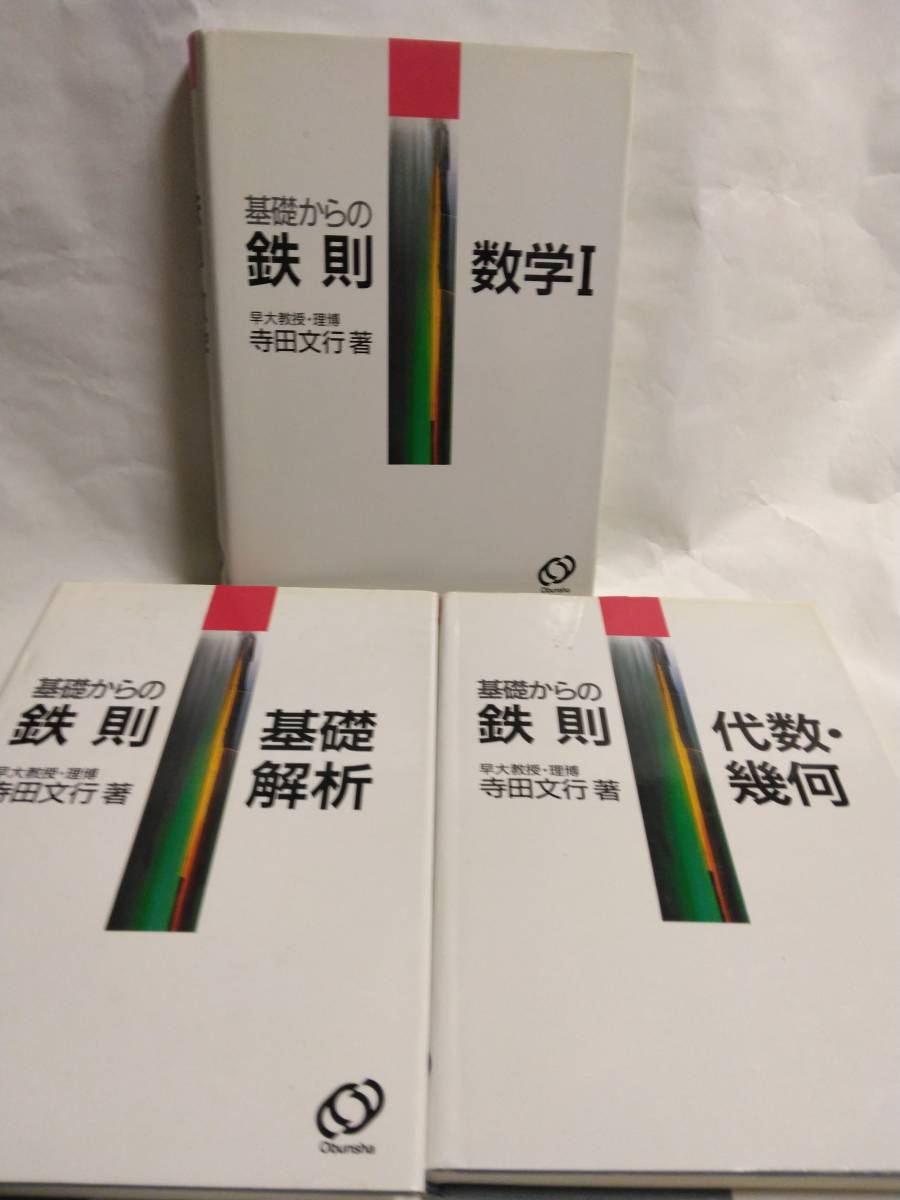 基礎からの
鉄則
早大教授・理博
寺田文行著
数学I
Obunsha
基礎からの
鉄則
早大教授・理博
寺田文行著
基礎
解析
Obunsha
基礎からの
鉄則
早大教授・理博
寺田文行著
代数・
幾何